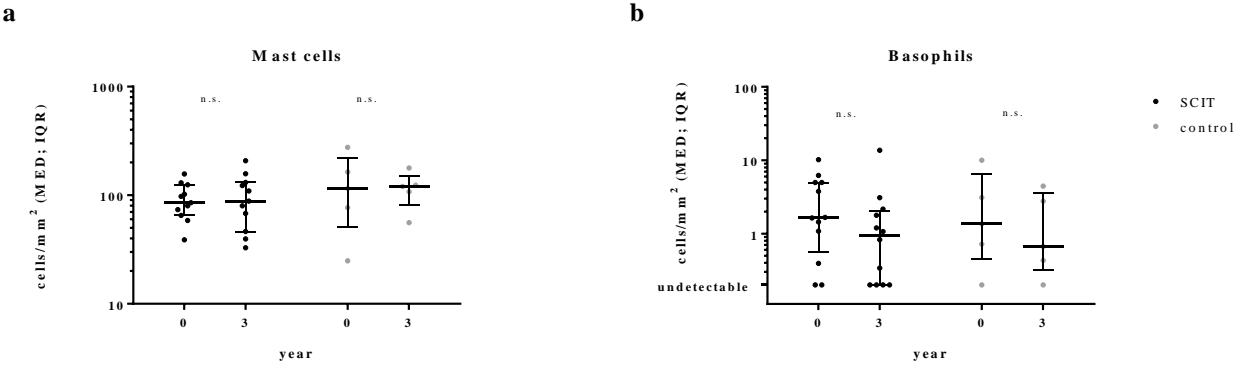 a
Mast cells
cells/mm2 (MED; IQR)
1000
100
10
n.s.
n.s.
0
3
0
3
year
b
Basophils
cells/mm2 (MED; IQR)
100
10
1
undetectable
n.s.
n.s.
0
3
0
3
year
SCIT
control